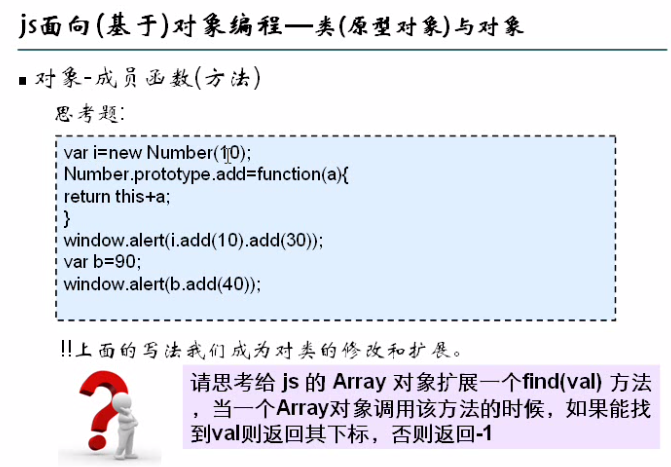 js面向(基于)对象编程—类(原型对象)与对象
■ 对象-成员函数(方法)
思考题:
var i=new Number(10);
Number.prototype.add=function(a){
return this+a;
}
window.alert(i.add(10).add(30));
var b=90;
window.alert(b.add(40));
!!上面的写法我们成为对类的修改和扩展。
请思考给 js 的 Array 对象扩展一个find(val) 方法
，当一个Array对象调用该方法的时候，如果能找
到val则返回其下标，否则返回-1